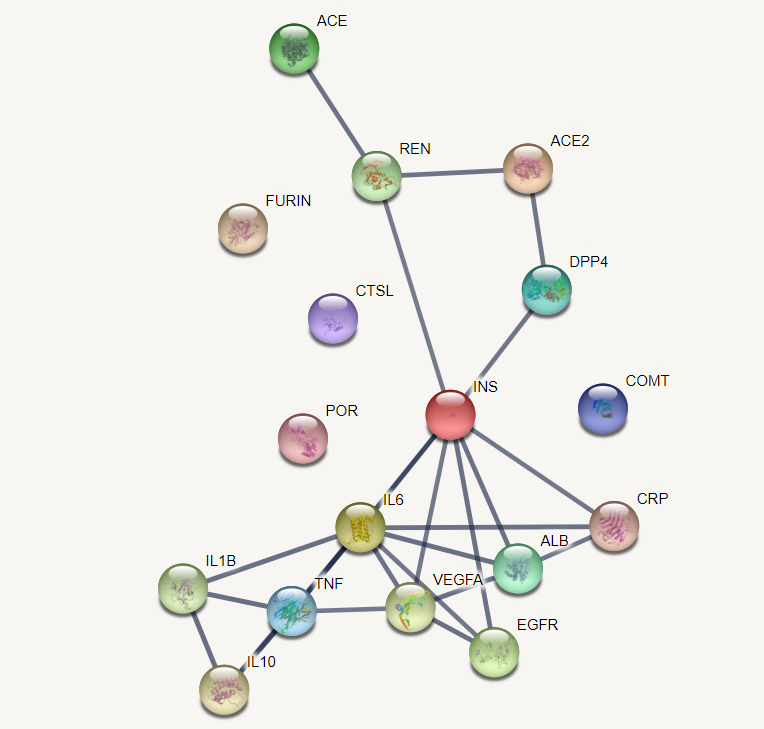 ACE
ACE2
REN
FURIN
DPP4
CTSL
INS
COMT
POR
IL6
CRP
ALB
IL1B
TNF
VEGFA
EGFR
IL10